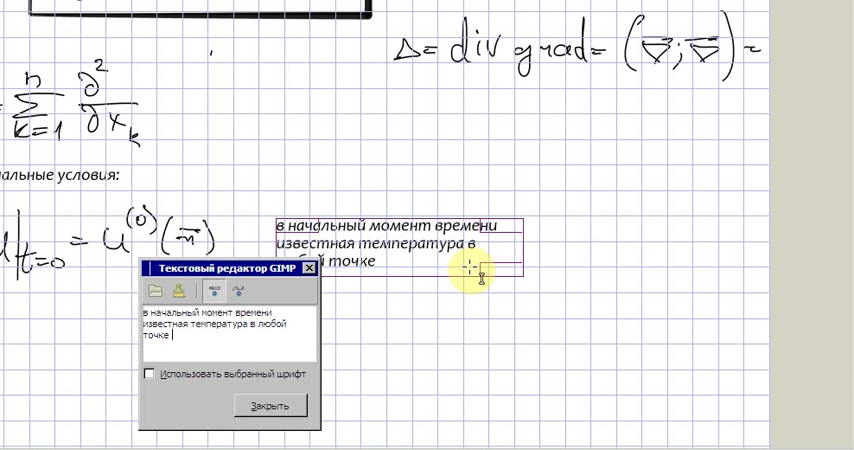 Δ = div grad = (∇̅; ∇̅) =
= n∑k=1 ∂²/∂xₖ
альные условия:
u|t=0 = u⁽⁰⁾(
в начальный момент времени
известная температура в
й точке
Текстовый редактор GIMP
в начальный момент времени
известная температура в любой
точке
Использовать выбранный шрифт
Закрыть